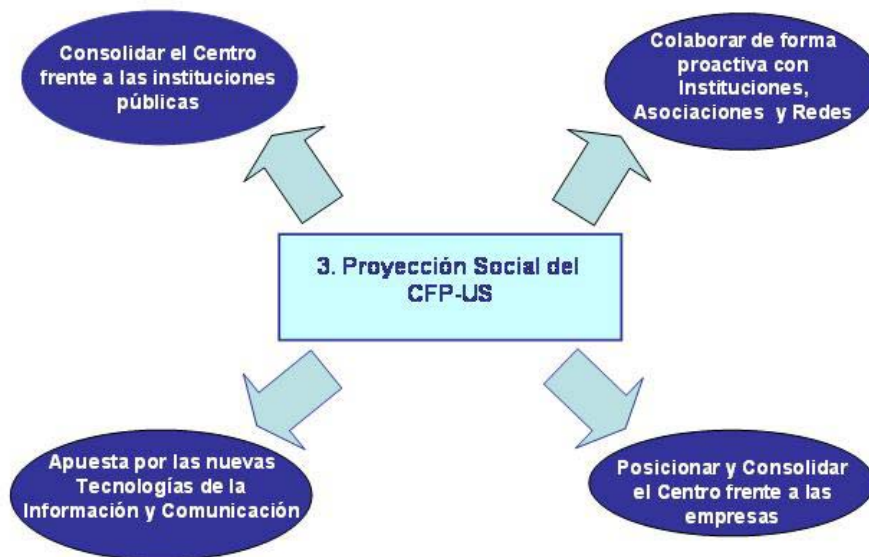 Consolidar el Centro
frente a las instituciones
públicas
Colaborar de forma
proactiva con
Instituciones,
Asociaciones y Redes
3. Proyección Social del
CFP-US
Apuesta por las nuevas
Tecnologías de la
Información y Comunicación
Posicionar y Consolidar
el Centro frente a las
empresas